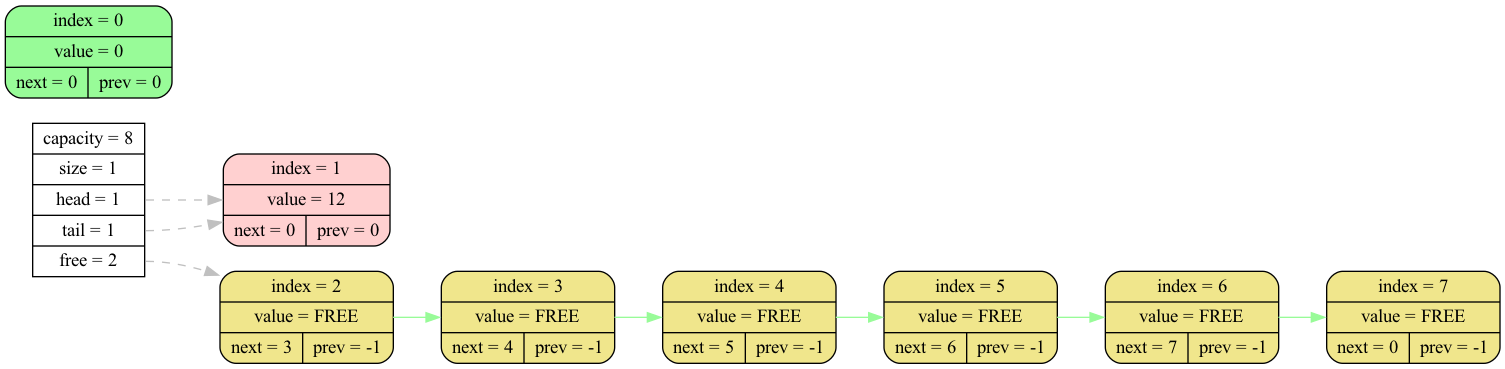 index = 0
value = 0
next = 0 prev = 0
capacity = 8
size = 1
head = 1
tail = 1
free = 2
index = 1
value = 12
next = 0 prev = 0
index = 2
value = FREE
next = 3 prev = -1
index = 3
value = FREE
next = 4 prev = -1
index = 4
value = FREE
next = 5 prev = -1
index = 5
value = FREE
next = 6 prev = -1
index = 6
value = FREE
next = 7 prev = -1
index = 7
value = FREE
next = 0 prev = -1